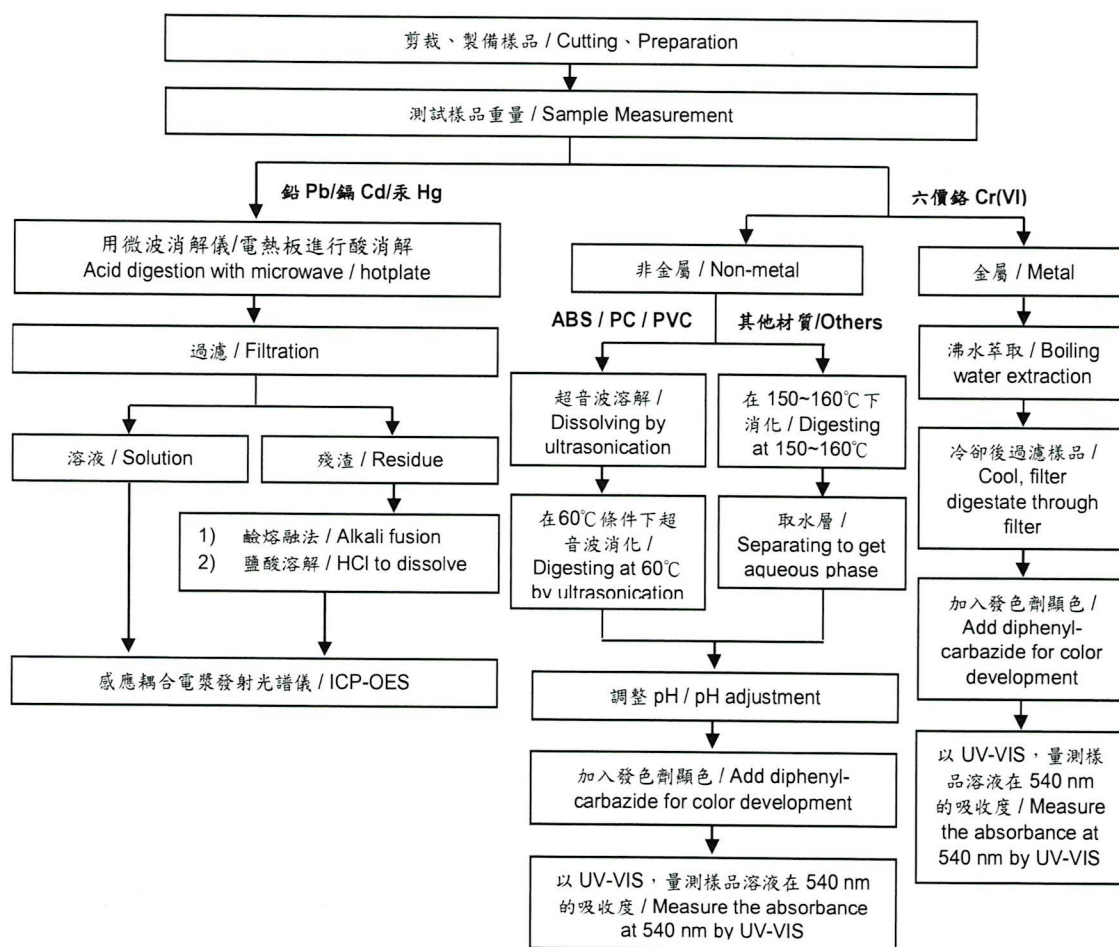 剪裁、製備樣品 / Cutting、Preparation
測試樣品重量 / Sample Measurement
鉛 Pb/鎘 Cd/汞 Hg
六價鉻 Cr(VI)
用微波消解儀/電熱板進行酸消解
Acid digestion with microwave / hotplate
過濾 / Filtration
溶液 / Solution
殘渣 / Residue
1) 鹼熔融法 / Alkali fusion
2) 鹽酸溶解 / HCl to dissolve
感應耦合電漿發射光譜儀 / ICP-OES
非金屬 / Non-metal
ABS / PC / PVC
其他材質/Others
超音波溶解 /
Dissolving by
ultrasonication
在60℃條件下超
音波消化 /
Digesting at 60℃
by ultrasonication
在 150~160℃下
消化 / Digesting
at 150~160℃
取水層 /
Separating to get
aqueous phase
調整 pH / pH adjustment
加入發色劑顯色 / Add diphenyl-
carbazide for color development
以 UV-VIS，量測樣品溶液在 540 nm
的吸收度 / Measure the absorbance
at 540 nm by UV-VIS
金屬 / Metal
沸水萃取 / Boiling
water extraction
冷卻後過濾樣品 /
Cool, filter
digestate through
filter
加入發色劑顯色 /
Add diphenyl-
carbazide for color
development
以 UV-VIS，量測樣
品溶液在 540 nm
的吸收度 / Measure
the absorbance at
540 nm by UV-VIS